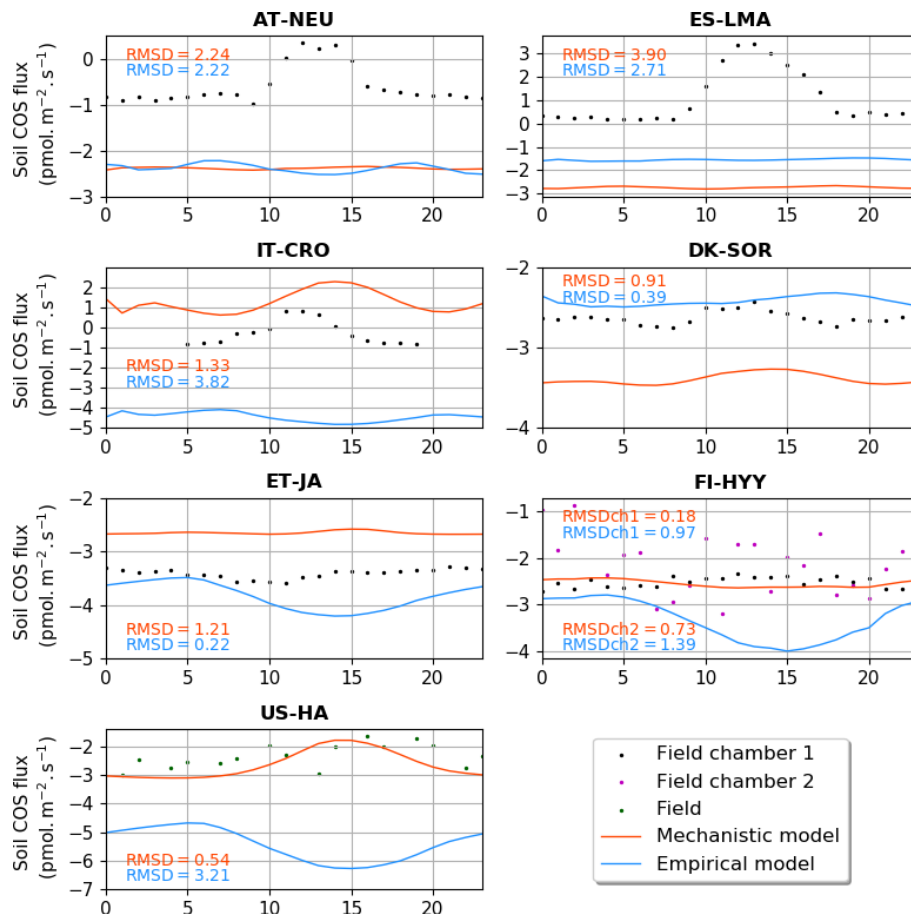 AT-NEU
Soil COS flux
(pmol. m⁻². s⁻¹)
RMSD = 2.24
RMSD = 2.22
0
−1
−2
−3
0 5 10 15 20
ES-LMA
RMSD = 3.90
RMSD = 2.71
3
2
1
0
−1
−2
−3
0 5 10 15 20
IT-CRO
Soil COS flux
(pmol. m⁻². s⁻¹)
2
1
0
−1
−2
−3
−4
−5
RMSD = 1.33
RMSD = 3.82
0 5 10 15 20
DK-SOR
RMSD = 0.91
RMSD = 0.39
−2
−3
−4
0 5 10 15 20
ET-JA
Soil COS flux
(pmol. m⁻². s⁻¹)
−2
−3
−4
−5
RMSD = 1.21
RMSD = 0.22
0 5 10 15 20
FI-HYY
RMSDch1 = 0.18
RMSDch1 = 0.97
−1
−2
−3
−4
RMSDch2 = 0.73
RMSDch2 = 1.39
0 5 10 15 20
US-HA
Soil COS flux
(pmol. m⁻². s⁻¹)
−2
−3
−4
−5
−6
−7
RMSD = 0.54
RMSD = 3.21
0 5 10 15 20
Field chamber 1
Field chamber 2
Field
Mechanistic model
Empirical model